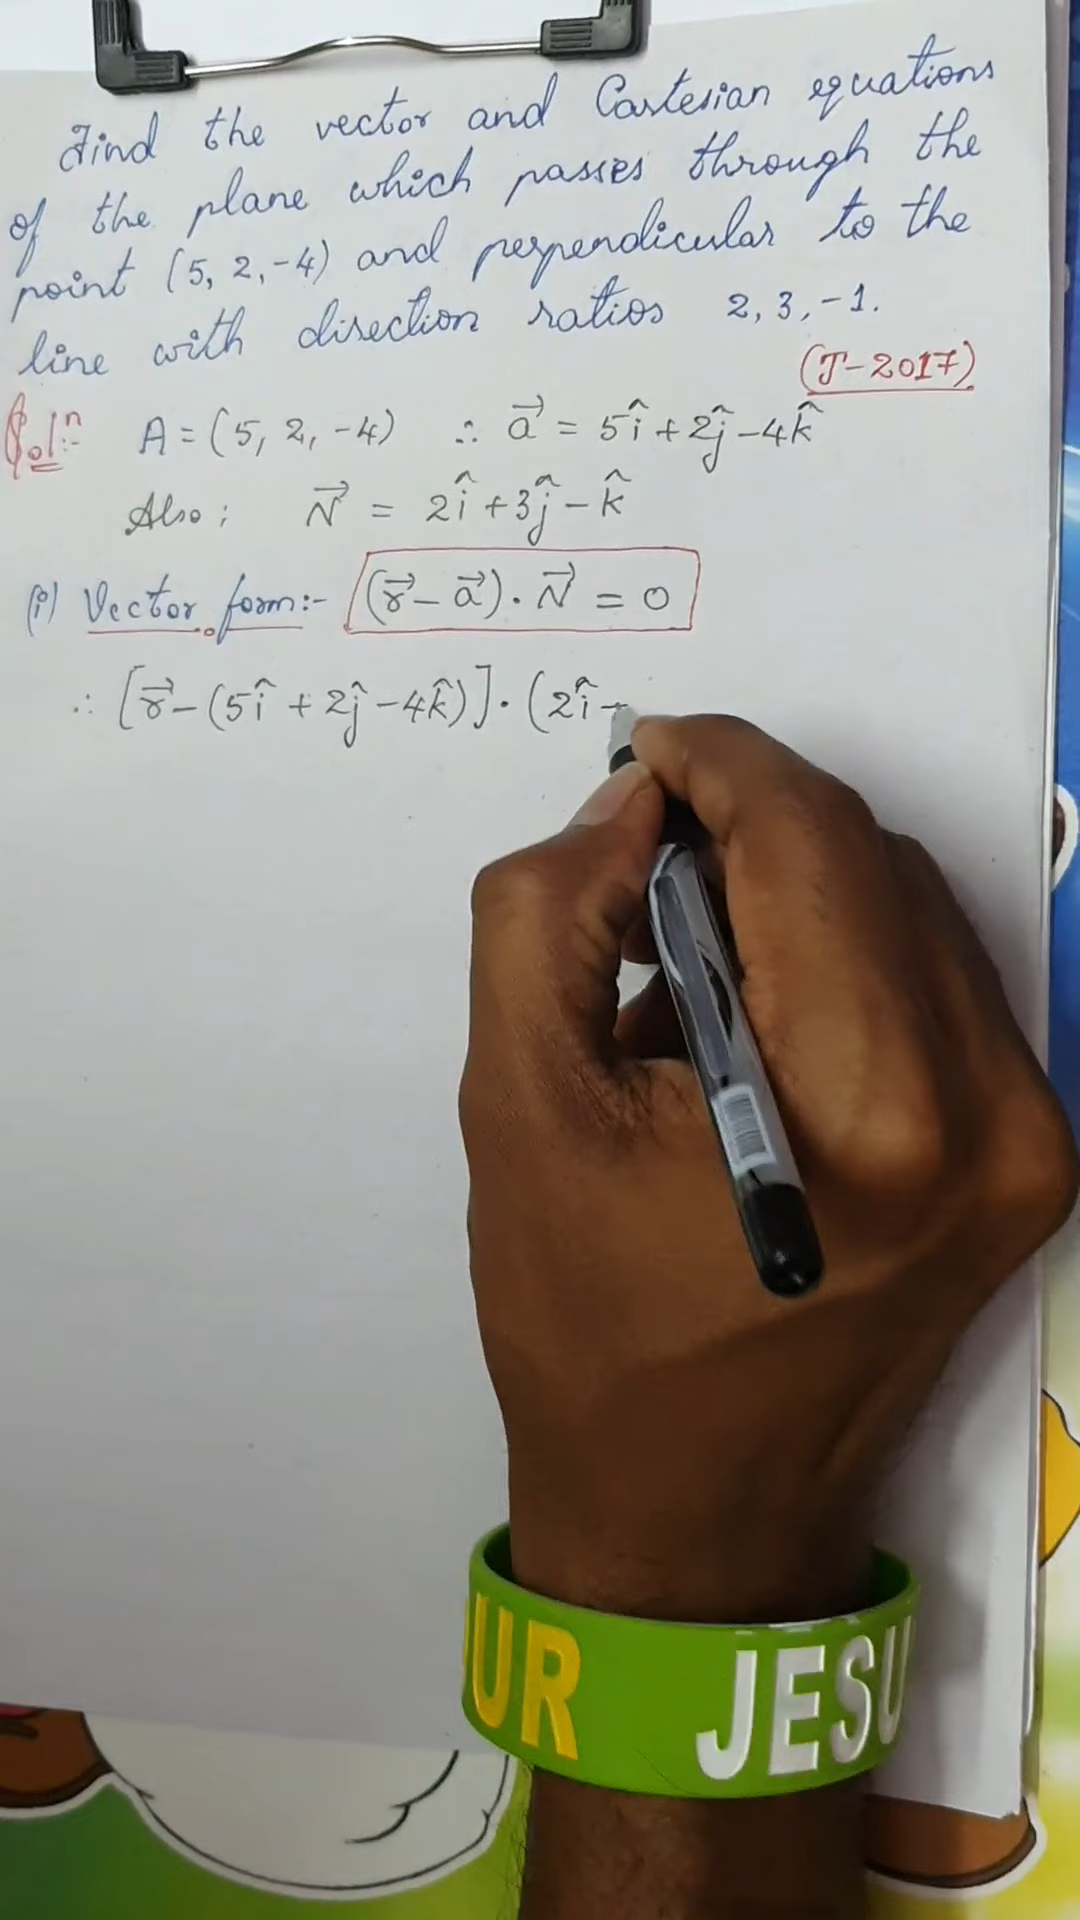 Find the vector and Cartesian equations
of the plane which passes through the
point (5, 2, -4) and perpendicular to the
line with direction ratios 2, 3, -1.
(J-2017)
Solⁿ:- A = (5, 2, -4) ∴ a⃗ = 5î + 2ĵ - 4k̂
Also; N⃗ = 2î + 3ĵ - k̂
(i) Vector form:- (r⃗ - a⃗) · N⃗ = 0
∴ [r⃗ - (5î + 2ĵ - 4k̂)] · (2î -
UR JESU